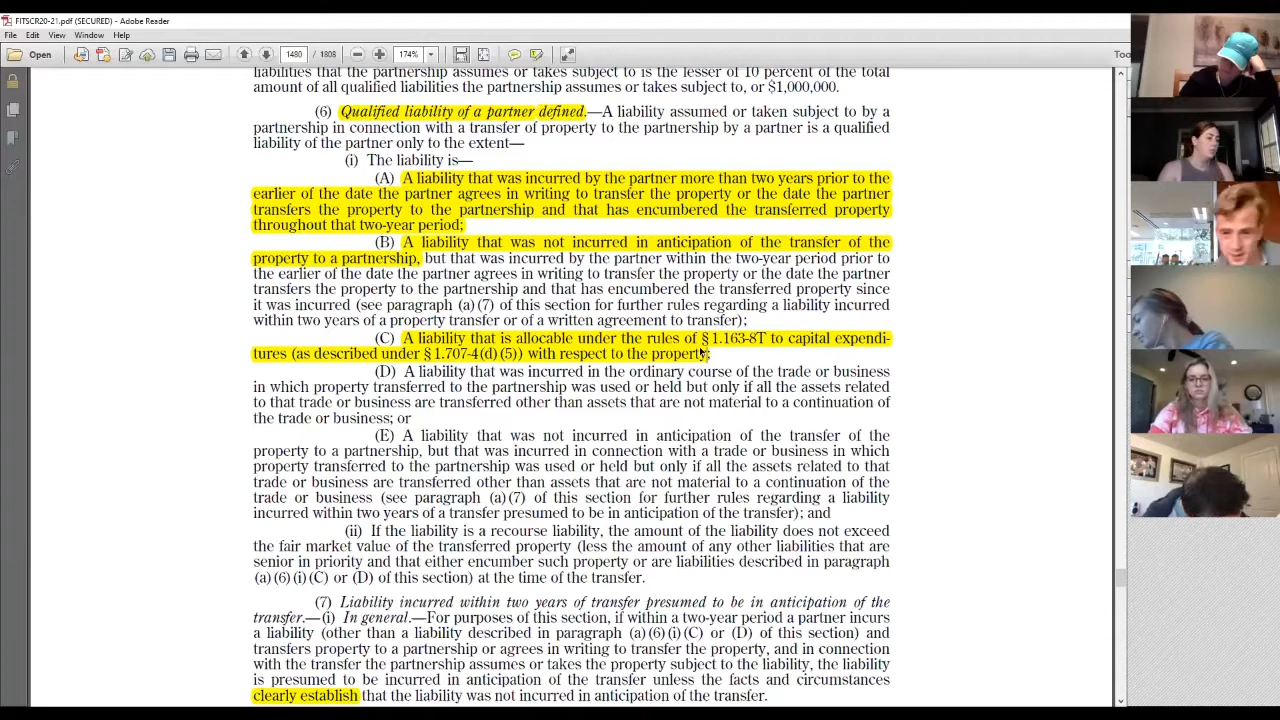 FITSCR20-21.pdf (SECURED) - Adobe Reader
File Edit View Window Help
Open 1480 / 1808 174% Too
liabilities that the partnership assumes or takes subject to is the lesser of 10 percent of the total
amount of all qualified liabilities the partnership assumes or takes subject to, or $1,000,000.
(6) Qualified liability of a partner defined.—A liability assumed or taken subject to by a
partnership in connection with a transfer of property to the partnership by a partner is a qualified
liability of the partner only to the extent—
(i) The liability is—
(A) A liability that was incurred by the partner more than two years prior to the
earlier of the date the partner agrees in writing to transfer the property or the date the partner
transfers the property to the partnership and that has encumbered the transferred property
throughout that two-year period;
(B) A liability that was not incurred in anticipation of the transfer of the
property to a partnership, but that was incurred by the partner within the two-year period prior to
the earlier of the date the partner agrees in writing to transfer the property or the date the partner
transfers the property to the partnership and that has encumbered the transferred property since
it was incurred (see paragraph (a)(7) of this section for further rules regarding a liability incurred
within two years of a property transfer or of a written agreement to transfer);
(C) A liability that is allocable under the rules of § 1.163-8T to capital expendi-
tures (as described under § 1.707-4(d)(5)) with respect to the property;
(D) A liability that was incurred in the ordinary course of the trade or business
in which property transferred to the partnership was used or held but only if all the assets related
to that trade or business are transferred other than assets that are not material to a continuation of
the trade or business; or
(E) A liability that was not incurred in anticipation of the transfer of the
property to a partnership, but that was incurred in connection with a trade or business in which
property transferred to the partnership was used or held but only if all the assets related to that
trade or business are transferred other than assets that are not material to a continuation of the
trade or business (see paragraph (a)(7) of this section for further rules regarding a liability
incurred within two years of a transfer presumed to be in anticipation of the transfer); and
(ii) If the liability is a recourse liability, the amount of the liability does not exceed
the fair market value of the transferred property (less the amount of any other liabilities that are
senior in priority and that either encumber such property or are liabilities described in paragraph
(a)(6)(i)(C) or (D) of this section) at the time of the transfer.
(7) Liability incurred within two years of transfer presumed to be in anticipation of the
transfer.—(i) In general.—For purposes of this section, if within a two-year period a partner incurs
a liability (other than a liability described in paragraph (a)(6)(i)(C) or (D) of this section) and
transfers property to a partnership or agrees in writing to transfer the property, and in connection
with the transfer the partnership assumes or takes the property subject to the liability, the liability
is presumed to be incurred in anticipation of the transfer unless the facts and circumstances
clearly establish that the liability was not incurred in anticipation of the transfer.